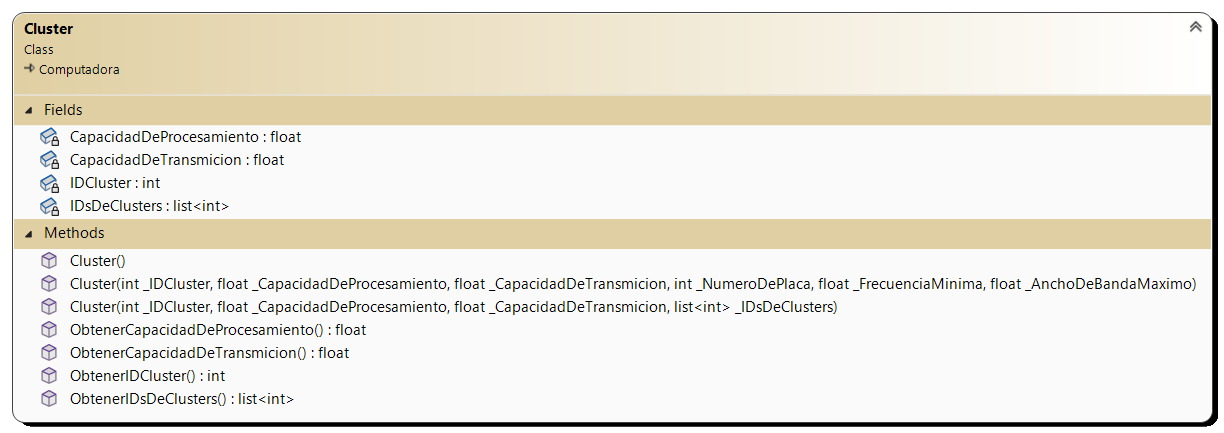 Cluster
Class
Computadora
Fields
CapacidadDeProcesamiento : float
CapacidadDeTransmicion : float
IDCluster : int
IDsDeClusters : list<int>
Methods
Cluster()
Cluster(int _IDCluster, float _CapacidadDeProcesamiento, float _CapacidadDeTransmicion, int _NumeroDePlaca, float _FrecuenciaMinima, float _AnchoDeBandaMaximo)
Cluster(int _IDCluster, float _CapacidadDeProcesamiento, float _CapacidadDeTransmicion, list<int> _IDsDeClusters)
ObtenerCapacidadDeProcesamiento() : float
ObtenerCapacidadDeTransmicion() : float
ObtenerIDCluster() : int
ObtenerIDsDeClusters() : list<int>